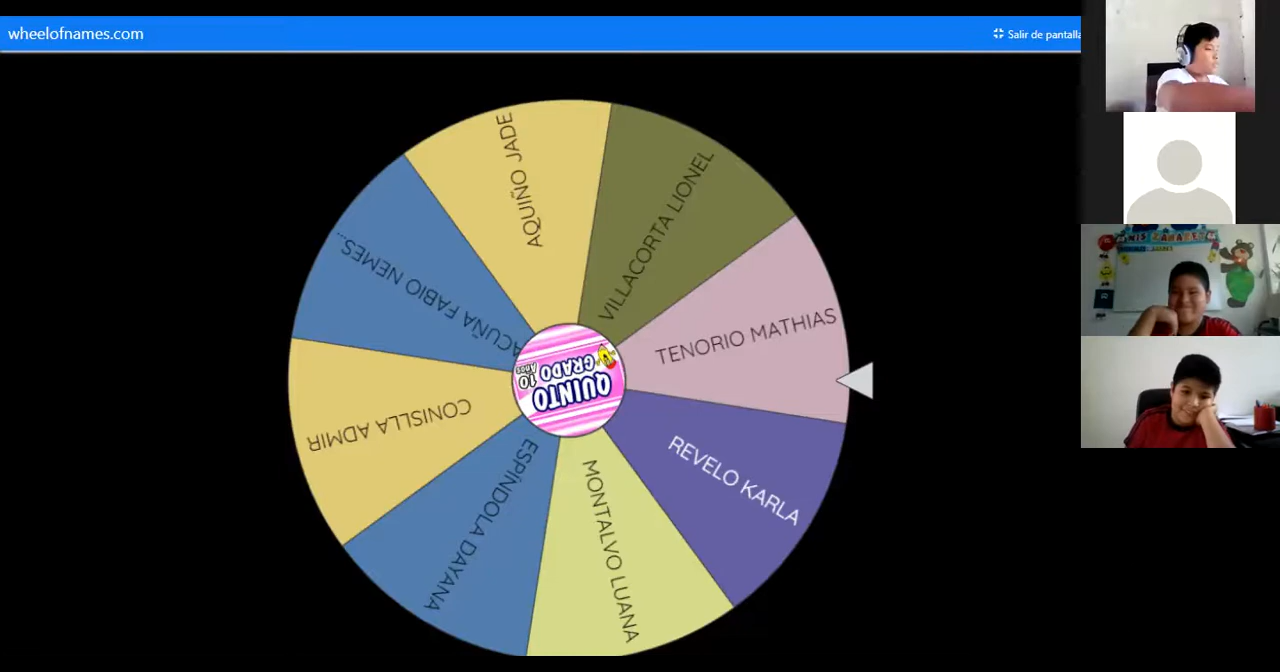 wheelofnames.com
Salir de pantalla
AQUIÑO JADE
VILLACORTA LIONEL
TENORIO MATHIAS
REVELO KARLA
MONTALVO LUANA
ESPÍNDOLA DAYANA
CONISLLA ADMIR
ACUÑA FABIO NEMES...
QUINTO
GRADO
10 Años